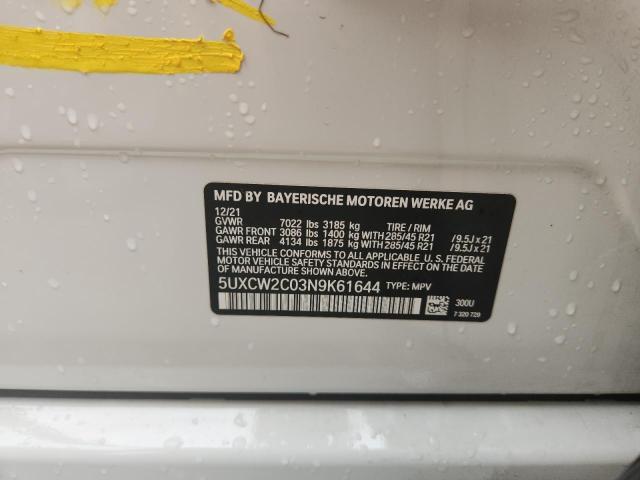 MFD BY BAYERISCHE MOTOREN WERKE AG
12/21
GVWR 7022 lbs 3185 kg TIRE / RIM
GAWR FRONT 3086 lbs 1400 kg WITH 285/45 R21 / 9.5J x 21
GAWR REAR 4134 lbs 1875 kg WITH 285/45 R21 / 9.5J x 21
THIS VEHICLE CONFORMS TO ALL APPLICABLE U.S. FEDERAL
MOTOR VEHICLE SAFETY STANDARDS IN EFFECT ON THE DATE
OF MANUFACTURE SHOWN ABOVE.
5UXCW2C03N9K61644 TYPE: MPV
300U
7 320 729